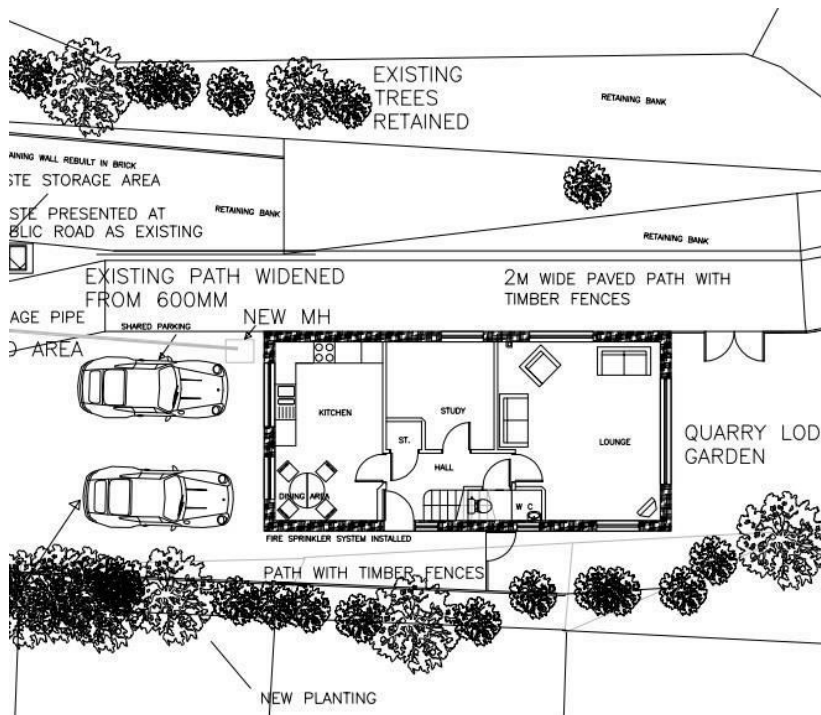 EXISTING
TREES
RETAINED
RETAINING BANK
AINING WALL REBUILT IN BRICK
STE STORAGE AREA
STE PRESENTED AT
BLIC ROAD AS EXISTING
RETAINING BANK
RETAINING BANK
EXISTING PATH WIDENED
FROM 600MM
2M WIDE PAVED PATH WITH
TIMBER FENCES
AGE PIPE
NEW MH
SHARED PARKING
O AREA
KITCHEN
STUDY
ST.
LOUNGE
HALL
QUARRY LOD
GARDEN
DINING AREA
W C
FIRE SPRINKLER SYSTEM INSTALLED
PATH WITH TIMBER FENCES
NEW PLANTING